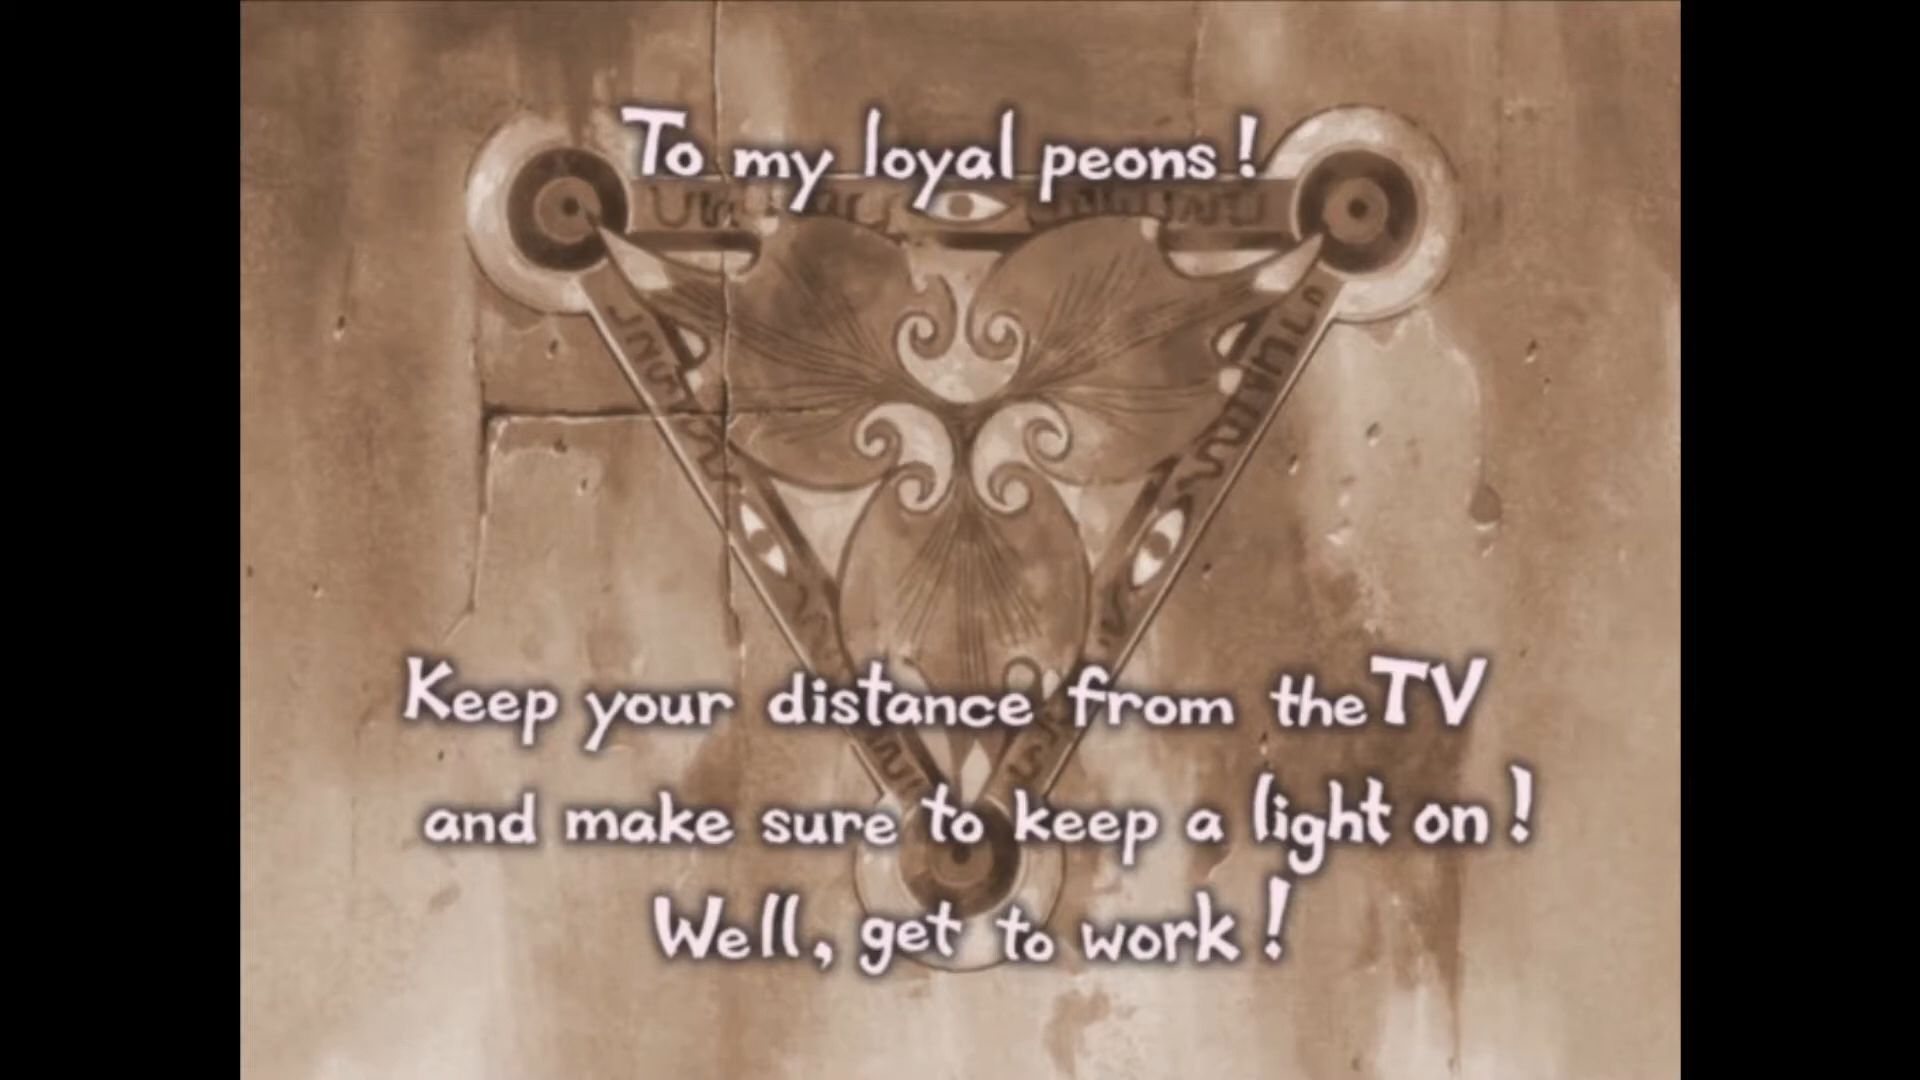 To my loyal peons!
Keep your distance from the TV
and make sure to keep a light on!
Well, get to work!